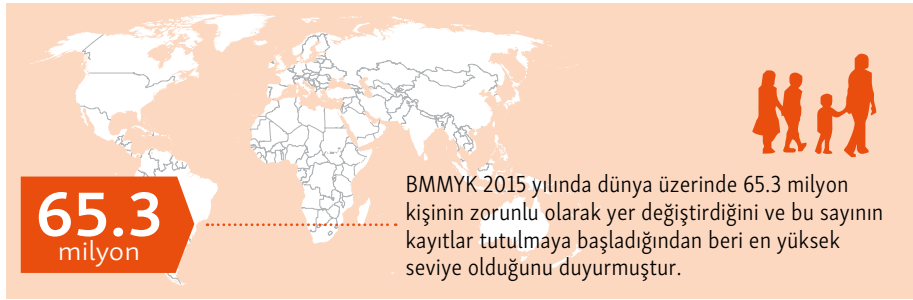 65.3
milyon
BMMYK 2015 yılında dünya üzerinde 65.3 milyon
kişinin zorunlu olarak yer değiştirdiğini ve bu sayının
kayıtlar tutulmaya başladığından beri en yüksek
seviye olduğunu duyurmuştur.